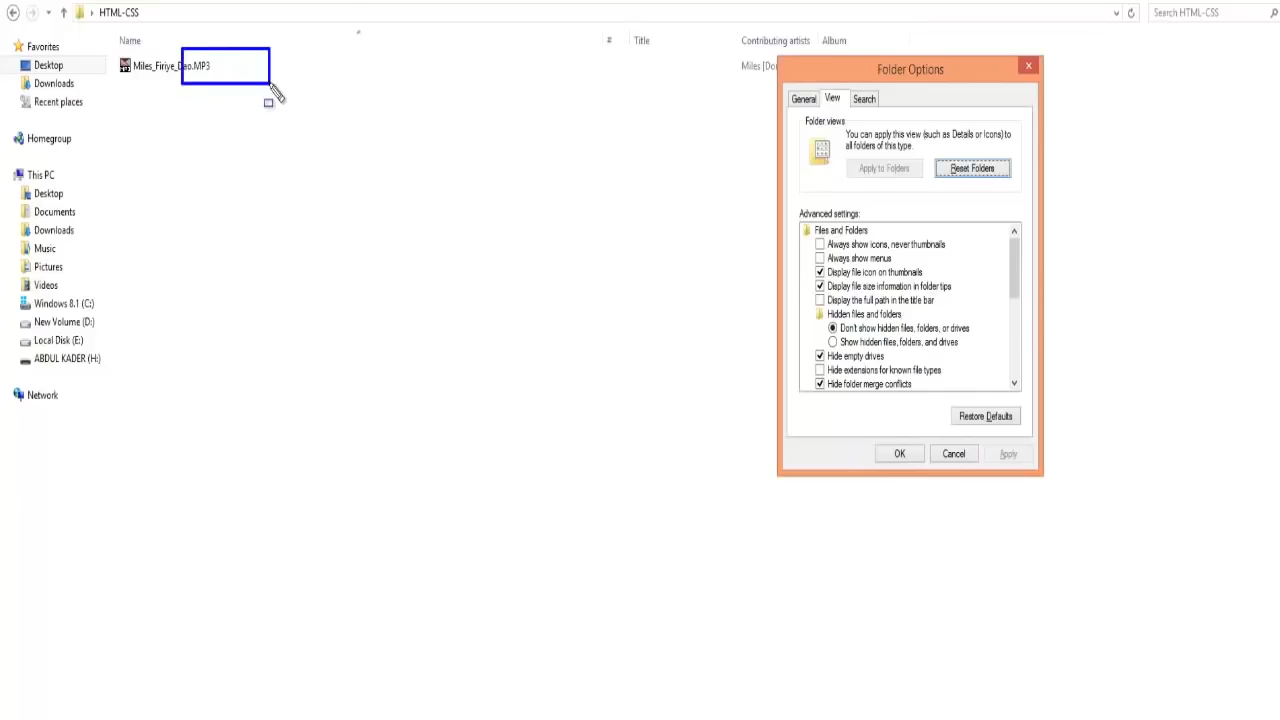 HTML-CSS
Search HTML-CSS
Name
#
Title
Contributing artists
Album
Favorites
Desktop
Downloads
Recent places
Homegroup
This PC
Desktop
Documents
Downloads
Music
Pictures
Videos
Windows 8.1 (C:)
New Volume (D:)
Local Disk (E:)
ABDUL KADER (H:)
Network
Miles_Firiye_Dao.MP3
Miles [Do
Folder Options
General
View
Search
Folder views
You can apply this view (such as Details or Icons) to
all folders of this type.
Apply to Folders
Reset Folders
Advanced settings:
Files and Folders
Always show icons, never thumbnails
Always show menus
Display file icon on thumbnails
Display file size information in folder tips
Display the full path in the title bar
Hidden files and folders
Don't show hidden files, folders, or drives
Show hidden files, folders, and drives
Hide empty drives
Hide extensions for known file types
Hide folder merge conflicts
Restore Defaults
OK
Cancel
Apply